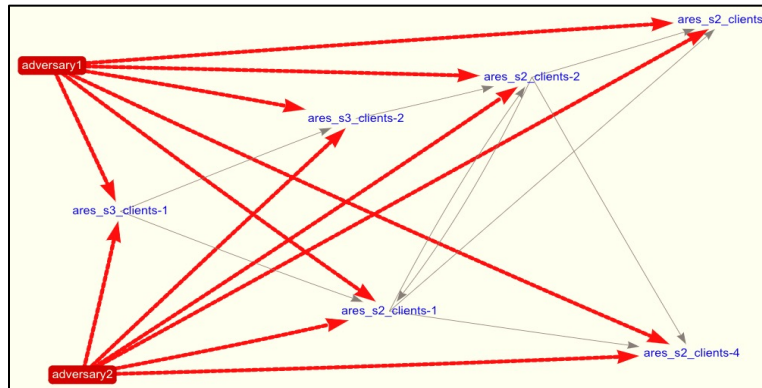 ares_s2_clients
adversary1
ares_s2_clients-2
ares_s3_clients-2
ares_s3_clients-1
ares_s2_clients-1
ares_s2_clients-4
adversary2